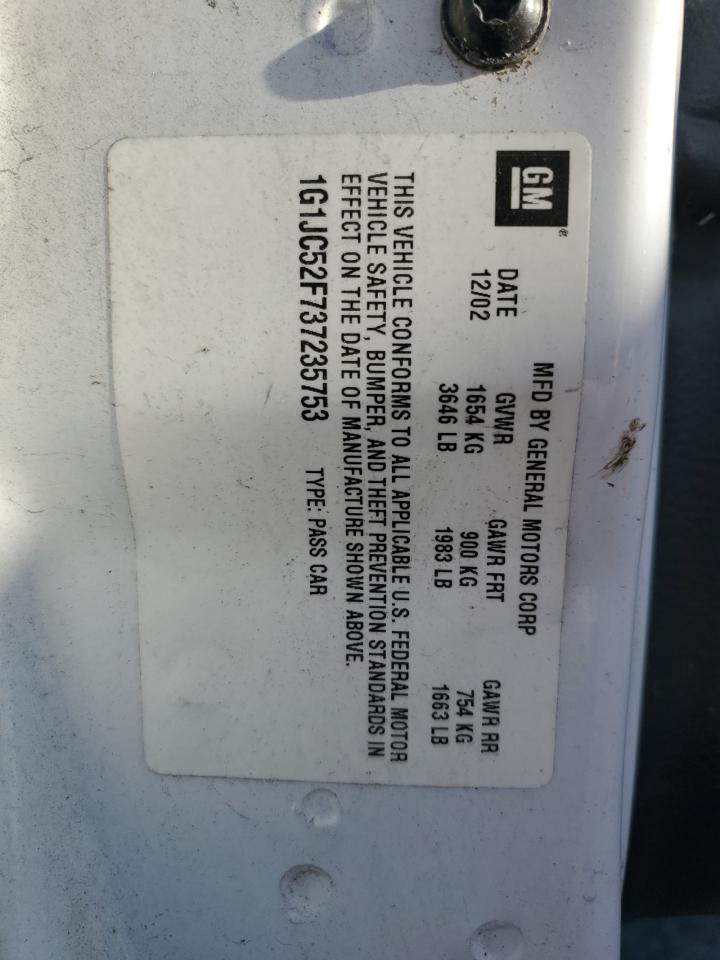 GM
MFD BY GENERAL MOTORS CORP
DATE GVWR GAWR FRT GAWR RR
12/02 1654 KG 900 KG 754 KG
3646 LB 1983 LB 1663 LB
THIS VEHICLE CONFORMS TO ALL APPLICABLE U.S. FEDERAL MOTOR
VEHICLE SAFETY, BUMPER, AND THEFT PREVENTION STANDARDS IN
EFFECT ON THE DATE OF MANUFACTURE SHOWN ABOVE.
1G1JC52F737235753 TYPE: PASS CAR